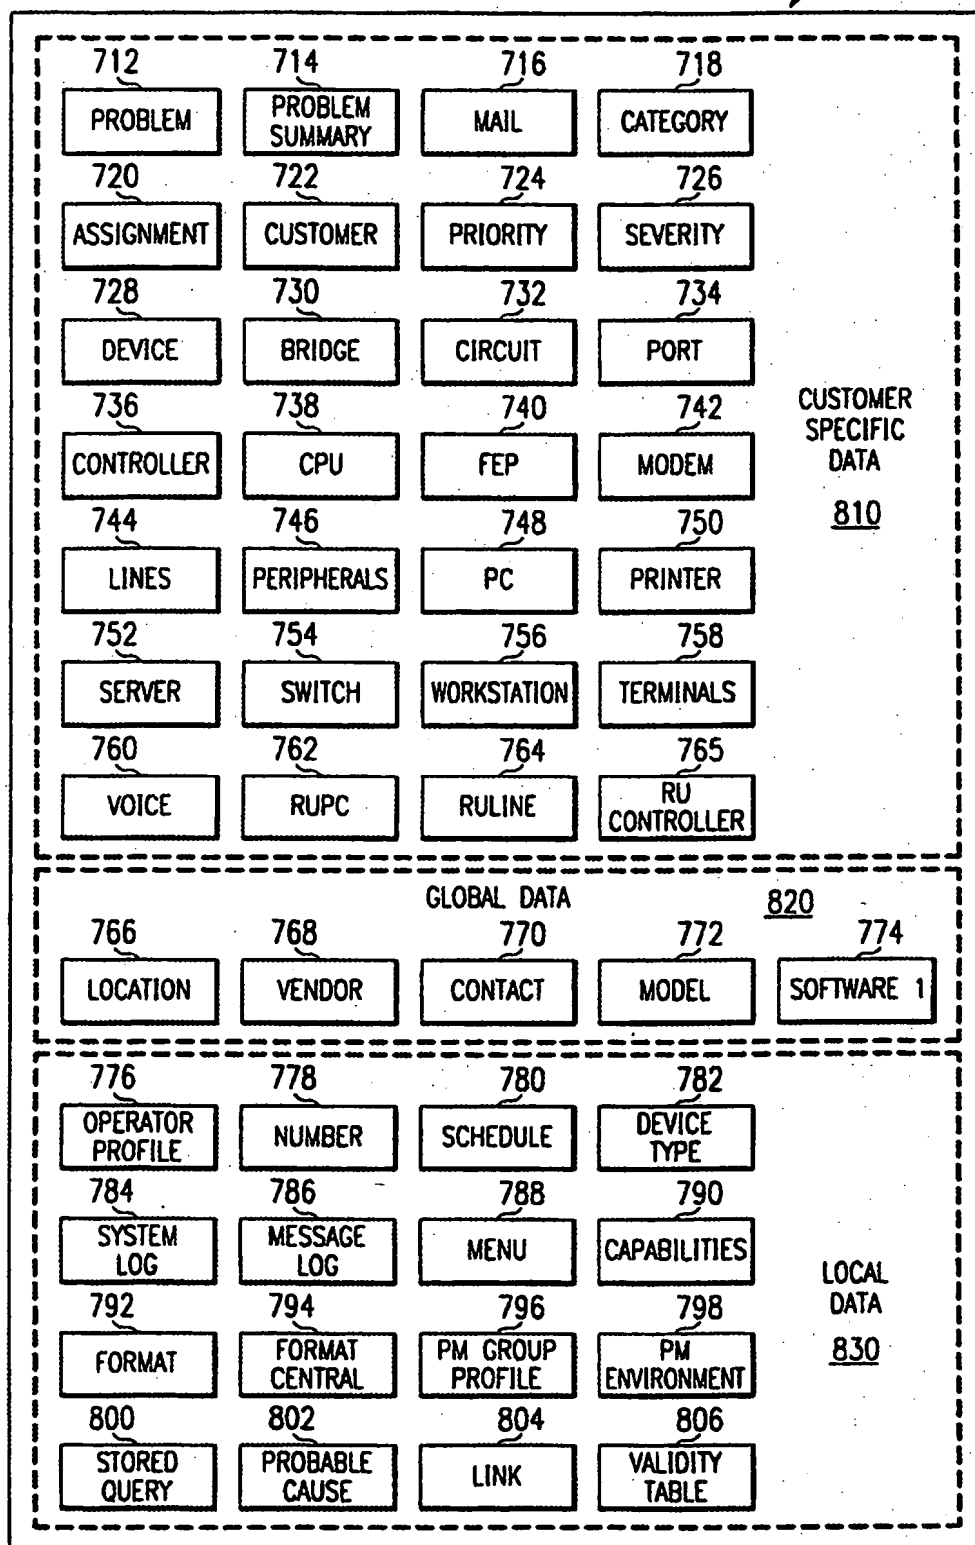 712 714 716 718
PROBLEM PROBLEM SUMMARY MAIL CATEGORY
720 722 724 726
ASSIGNMENT CUSTOMER PRIORITY SEVERITY
728 730 732 734
DEVICE BRIDGE CIRCUIT PORT
CUSTOMER SPECIFIC DATA
810
736 738 740 742
CONTROLLER CPU FEP MODEM
744 746 748 750
LINES PERIPHERALS PC PRINTER
752 754 756 758
SERVER SWITCH WORKSTATION TERMINALS
760 762 764 765
VOICE RUPC RULINE RU CONTROLLER
GLOBAL DATA 820
766 768 770 772 774
LOCATION VENDOR CONTACT MODEL SOFTWARE 1
776 778 780 782
OPERATOR PROFILE NUMBER SCHEDULE DEVICE TYPE
784 786 788 790
SYSTEM LOG MESSAGE LOG MENU CAPABILITIES
LOCAL DATA
830
792 794 796 798
FORMAT FORMAT CENTRAL PM GROUP PROFILE PM ENVIRONMENT
800 802 804 806
STORED QUERY PROBABLE CAUSE LINK VALIDITY TABLE